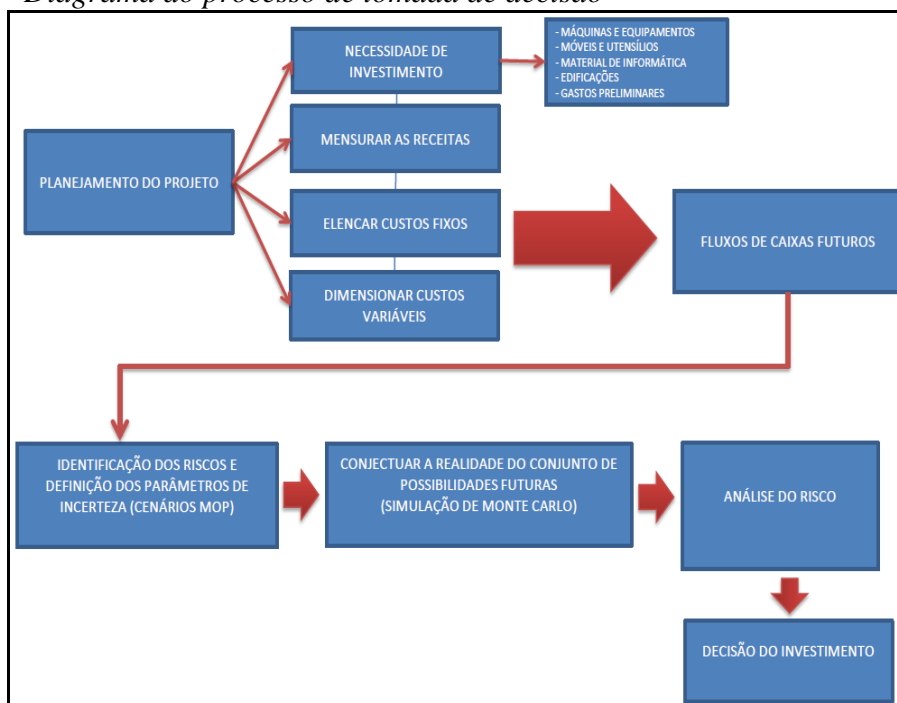 Diagrama do processo de tomada de decisão
NECESSIDADE DE
INVESTIMENTO
- MÁQUINAS E EQUIPAMENTOS
- MÓVEIS E UTENSÍLIOS
- MATERIAL DE INFORMÁTICA
- EDIFICAÇÕES
- GASTOS PRELIMINARES
MENSURAR AS RECEITAS
PLANEJAMENTO DO PROJETO
ELENCAR CUSTOS FIXOS
DIMENSIONAR CUSTOS
VARIÁVEIS
FLUXOS DE CAIXAS FUTUROS
IDENTIFICAÇÃO DOS RISCOS E
DEFINIÇÃO DOS PARÂMETROS DE
INCERTEZA (CENÁRIOS MOP)
CONJECTUAR A REALIDADE DO CONJUNTO DE
POSSIBILIDADES FUTURAS
(SIMULAÇÃO DE MONTE CARLO)
ANÁLISE DO RISCO
DECISÃO DO INVESTIMENTO